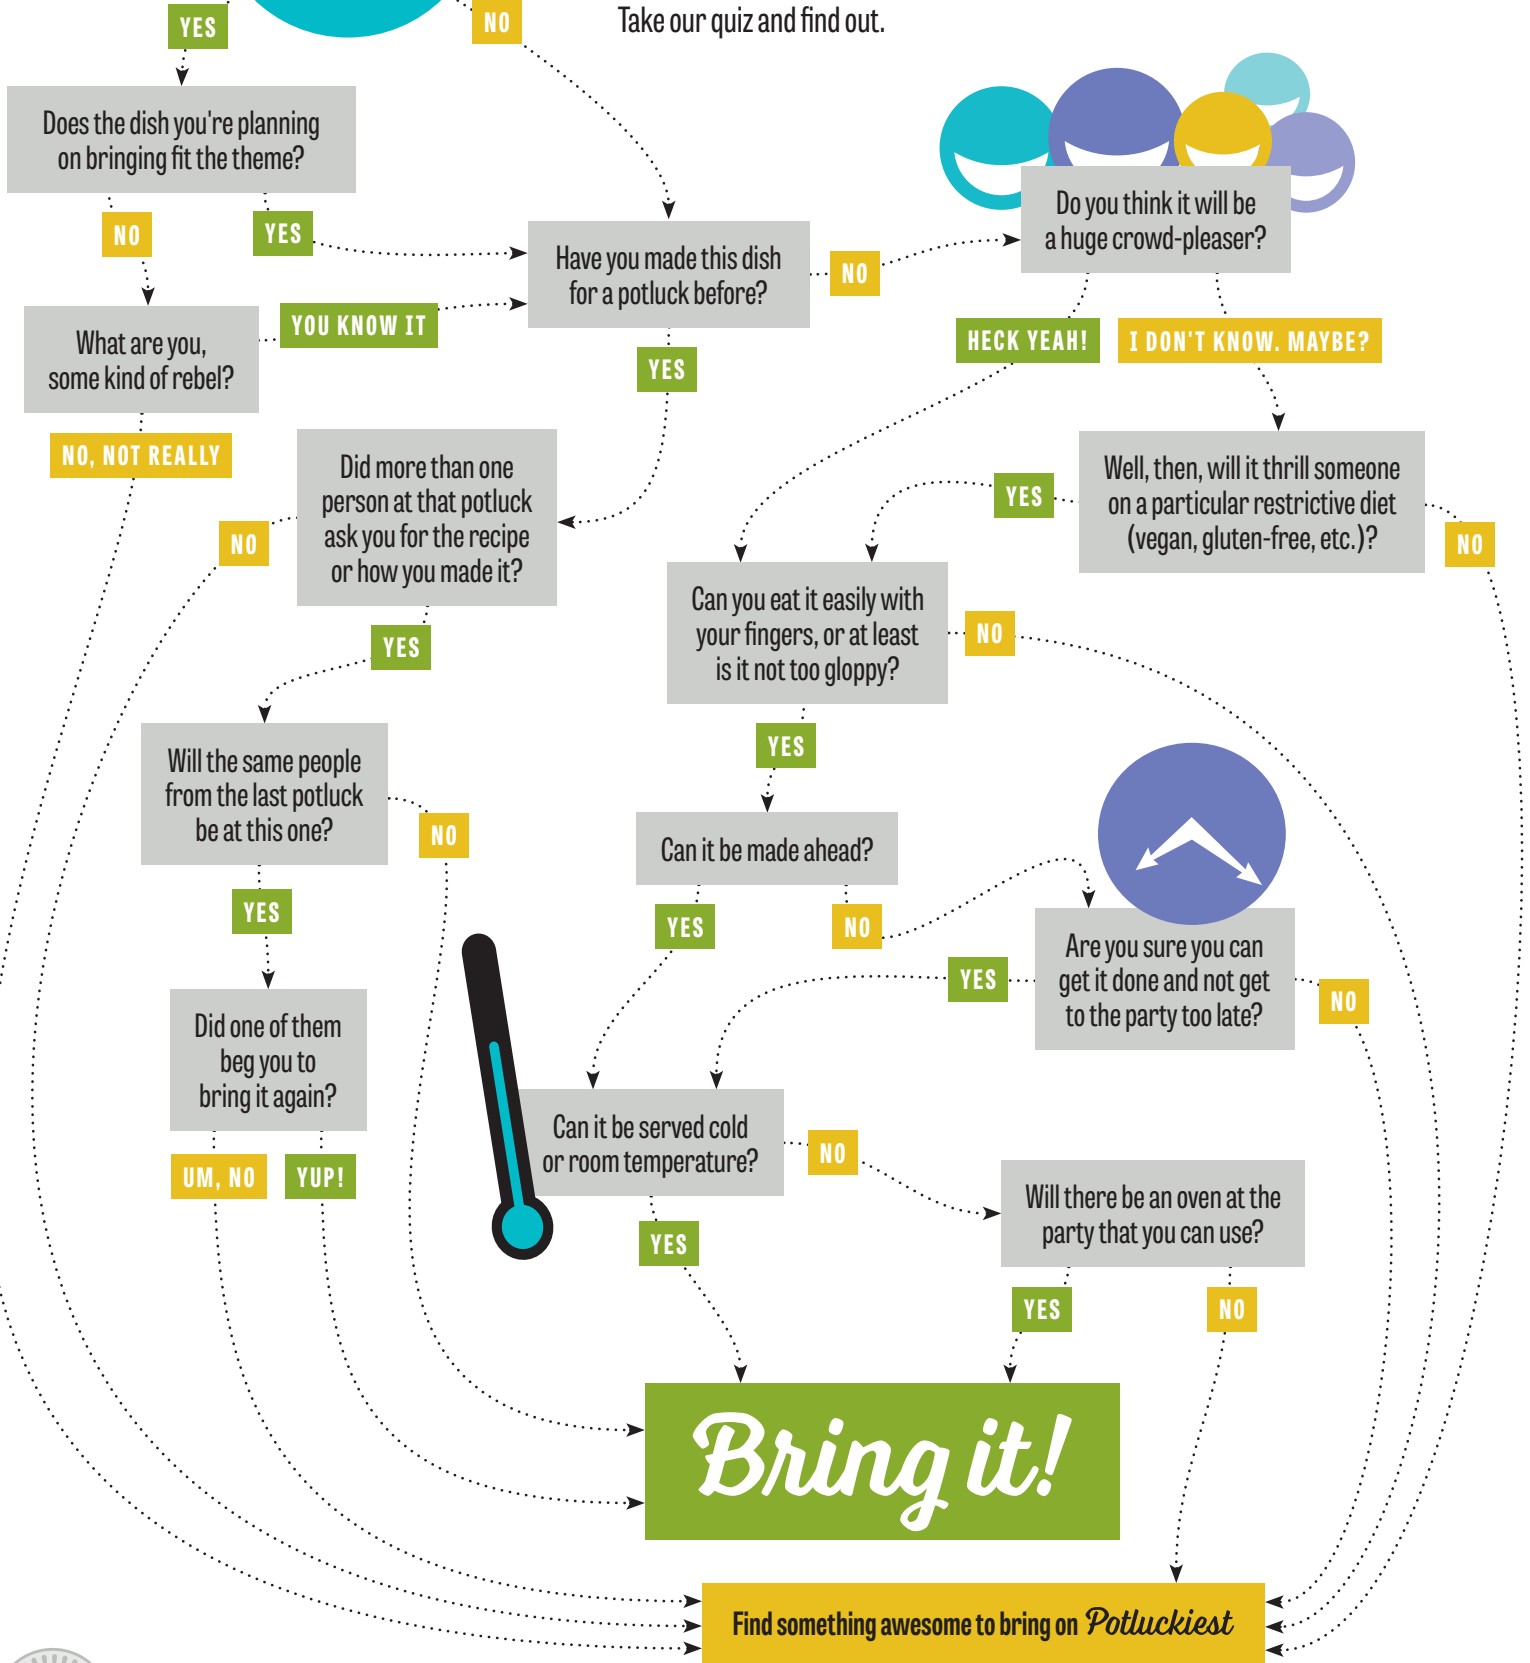 Take our quiz and find out.
YES
NO
Does the dish you're planning
on bringing fit the theme?
NO
YES
Have you made this dish
for a potluck before?
NO
YES
Do you think it will be
a huge crowd-pleaser?
HECK YEAH!
I DON'T KNOW. MAYBE?
What are you,
some kind of rebel?
YOU KNOW IT
NO, NOT REALLY
Did more than one
person at that potluck
ask you for the recipe
or how you made it?
NO
YES
Well, then, will it thrill someone
on a particular restrictive diet
(vegan, gluten-free, etc.)?
YES
NO
Can you eat it easily with
your fingers, or at least
is it not too gloppy?
NO
YES
Will the same people
from the last potluck
be at this one?
NO
YES
Can it be made ahead?
YES
NO
Are you sure you can
get it done and not get
to the party too late?
YES
NO
Did one of them
beg you to
bring it again?
UM, NO
YUP!
Can it be served cold
or room temperature?
NO
YES
Will there be an oven at the
party that you can use?
YES
NO
Bring it!
Find something awesome to bring on Potluckiest